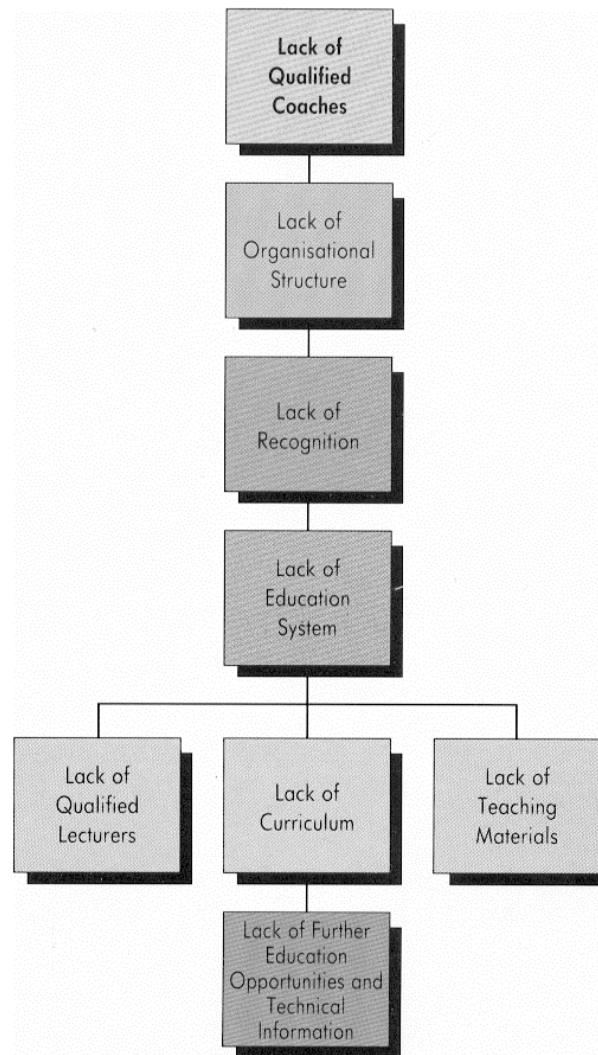 Lack of
Qualified
Coaches
Lack of
Organisational
Structure
Lack of
Recognition
Lack of
Education
System
Lack of
Qualified
Lecturers
Lack of
Curriculum
Lack of
Teaching
Materials
Lack of Further
Education
Opportunities and
Technical
Information